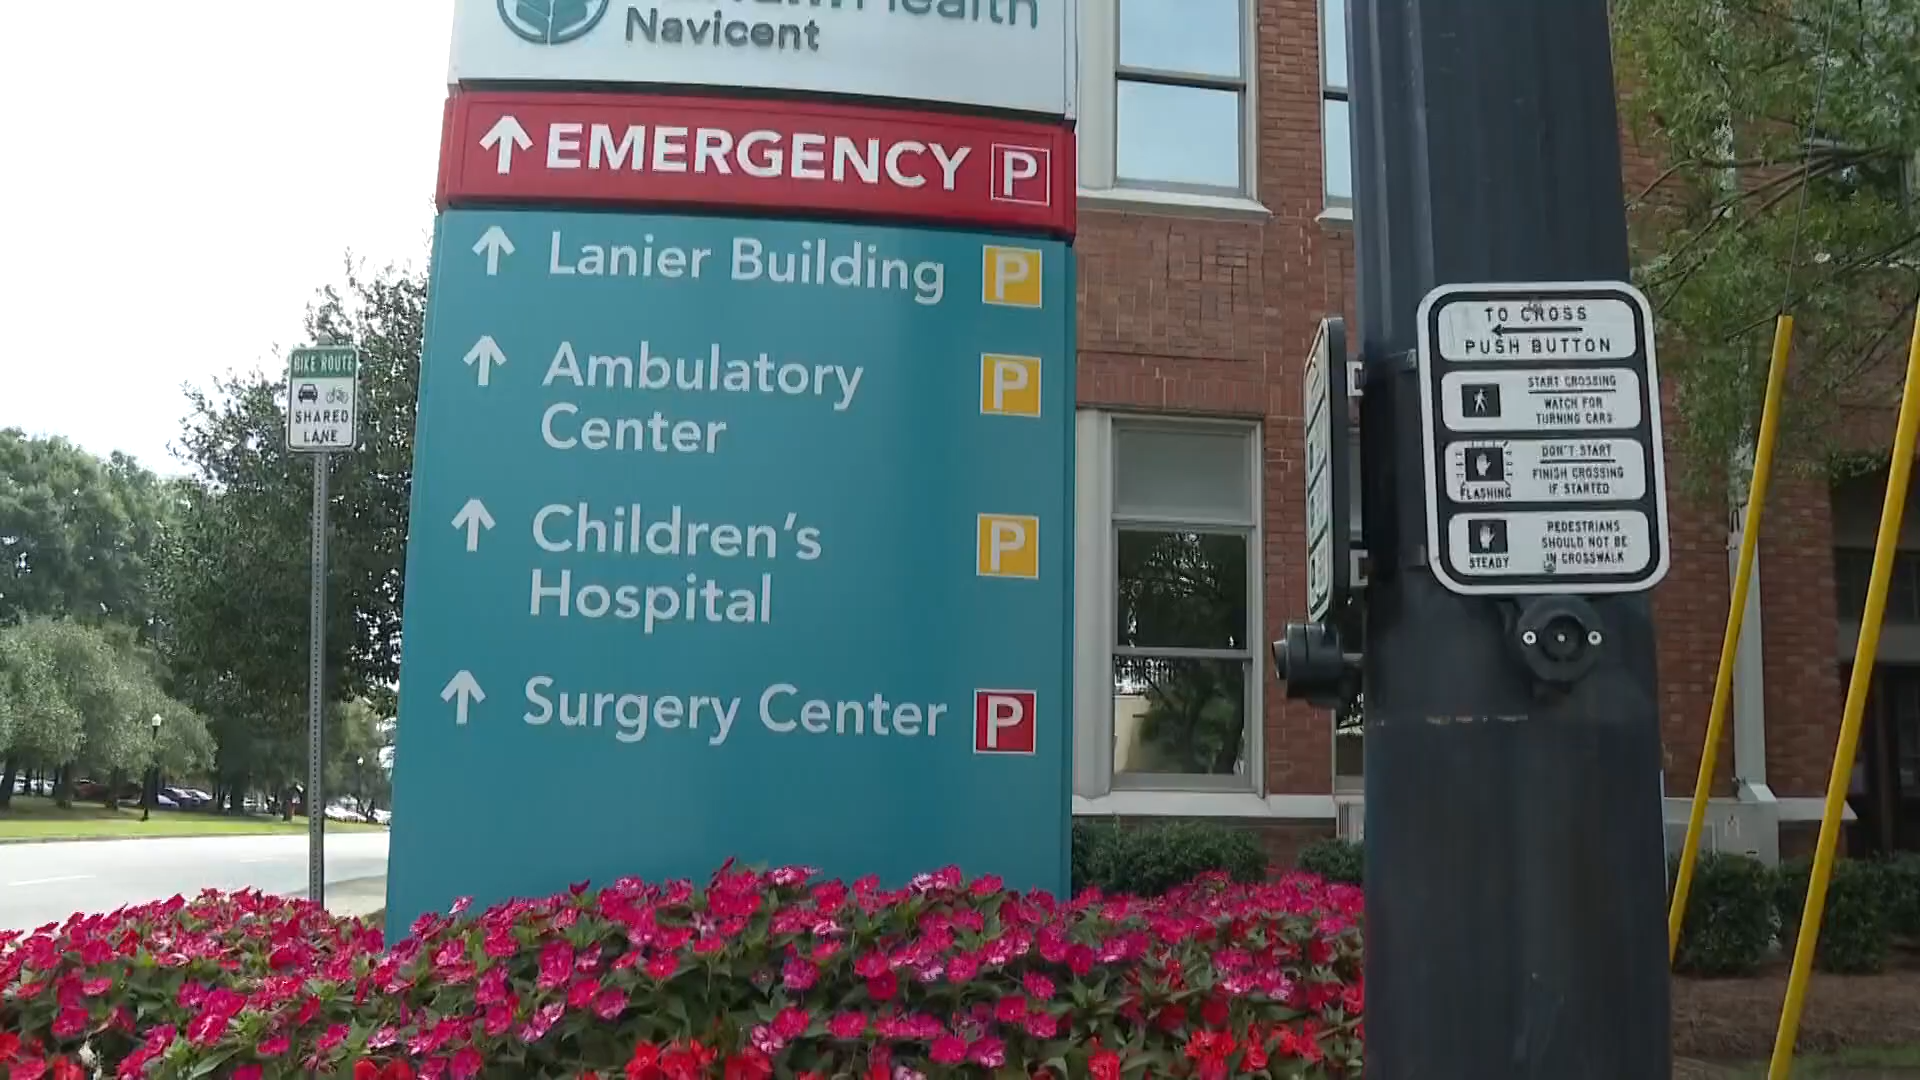 Health
Navicent
EMERGENCY P
Lanier Building P
Ambulatory P
Center
Children's P
Hospital
Surgery Center P
BIKE ROUTE
SHARED
LANE
TO CROSS
PUSH BUTTON
START CROSSING
WATCH FOR
TURNING CARS
DON'T START
FINISH CROSSING
IF STARTED
FLASHING
PEDESTRIANS
SHOULD NOT BE
IN CROSSWALK
STEADY